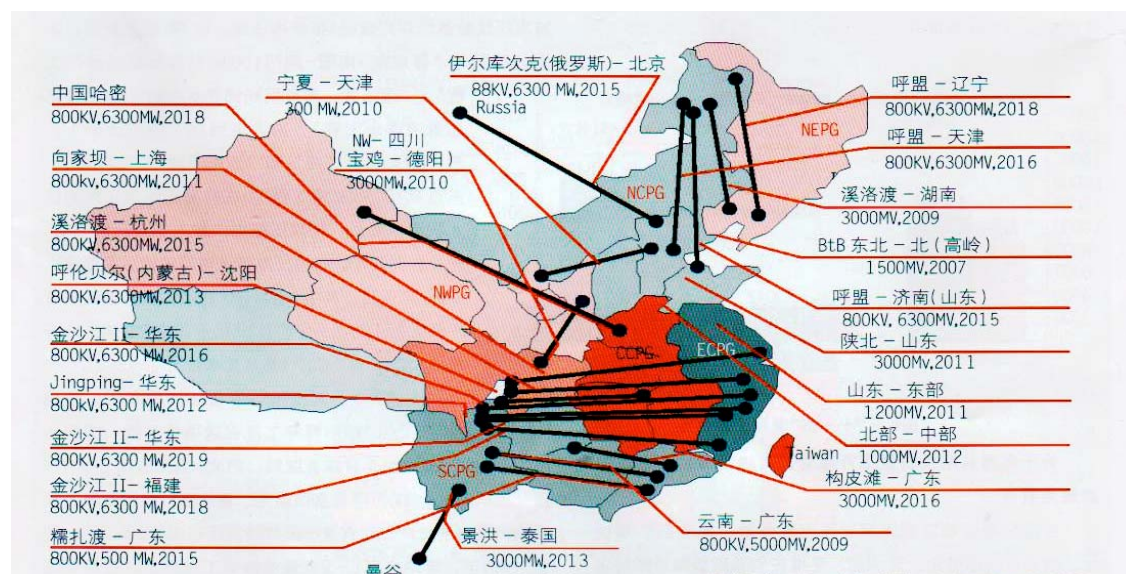 中国哈密
800KV,6300MW,2018
向家坝－上海
800kv,6300MW,2011
溪洛渡－杭州
800KV,6300MW,2015
呼伦贝尔(内蒙古)－沈阳
800KV,6300MW,2013
金沙江 II－华东
800KV,6300 MW,2016
Jingping－华东
800kv,6300 MW,2012
金沙江 II－华东
800KV,6300 MW,2019
金沙江 II－福建
800KV,6300 MW,2018
糯扎渡－广东
800KV,500 MW,2015
宁夏－天津
300 MW,2010
NW－四川
(宝鸡－德阳)
3000MW,2010
伊尔库次克(俄罗斯)－北京
88KV,6300 MW,2015
Russia
NEPG
NCPG
NWPG
CCPG
ECPG
SCPG
Taiwan
呼盟－辽宁
800KV,6300MW,2018
呼盟－天津
800KV,6300MW,2016
溪洛渡－湖南
3000MW,2009
BtB 东北－北(高岭)
1500MV,2007
呼盟－济南(山东)
800KV, 6300MW,2015
陕北－山东
3000Mv,2011
山东－东部
1200MV,2011
北部－中部
1000MV,2012
构皮滩－广东
3000MV,2016
云南－广东
800KV,5000MV,2009
景洪－泰国
3000MW,2013
曼谷